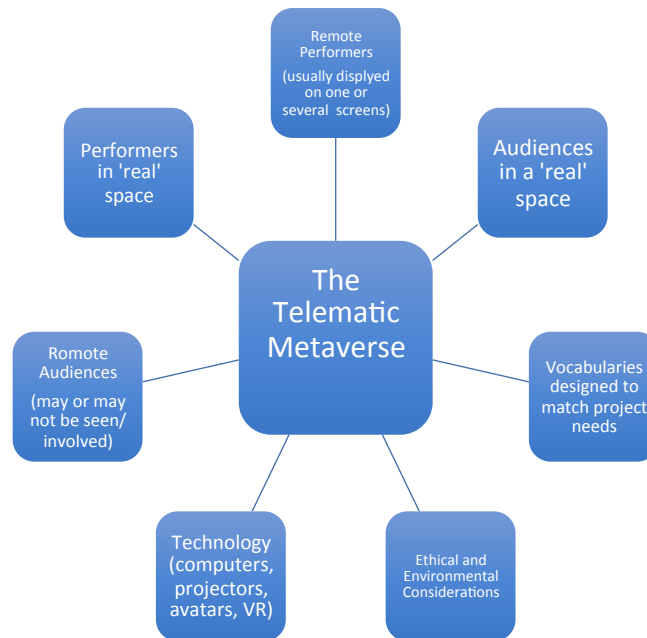 Remote
Performers
(usually displyed
on one or
several screens)
Performers
in 'real'
space
Audiences
in a 'real'
space
The
Telematic
Metaverse
Romote
Audiences
(may or may
not be seen/
involved)
Vocabularies
designed to
match project
needs
Technology
(computers,
projectors,
avatars, VR)
Ethical and
Environmental
Considerations